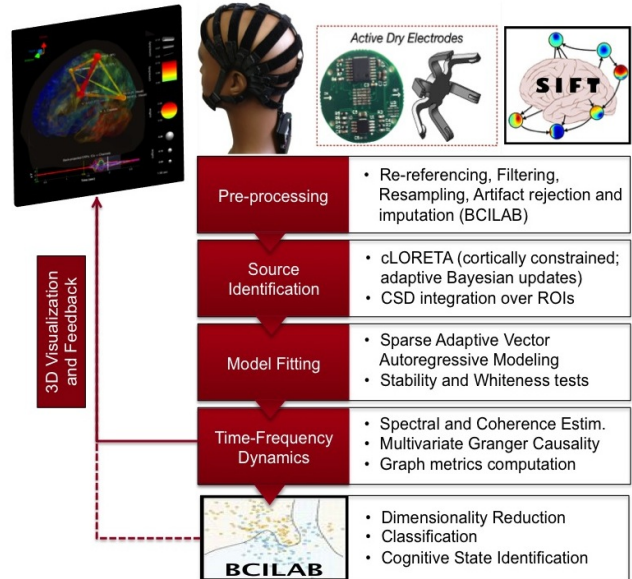 Active Dry Electrodes
SIFT
Pre-processing
• Re-referencing, Filtering,
Resampling, Artifact rejection and
imputation (BCILAB)
Source
Identification
• cLORETA (cortically constrained;
adaptive Bayesian updates)
• CSD integration over ROIs
Model Fitting
• Sparse Adaptive Vector
Autoregressive Modeling
• Stability and Whiteness tests
Time-Frequency
Dynamics
• Spectral and Coherence Estim.
• Multivariate Granger Causality
• Graph metrics computation
BCILAB
• Dimensionality Reduction
• Classification
• Cognitive State Identification
3D Visualization
and Feedback